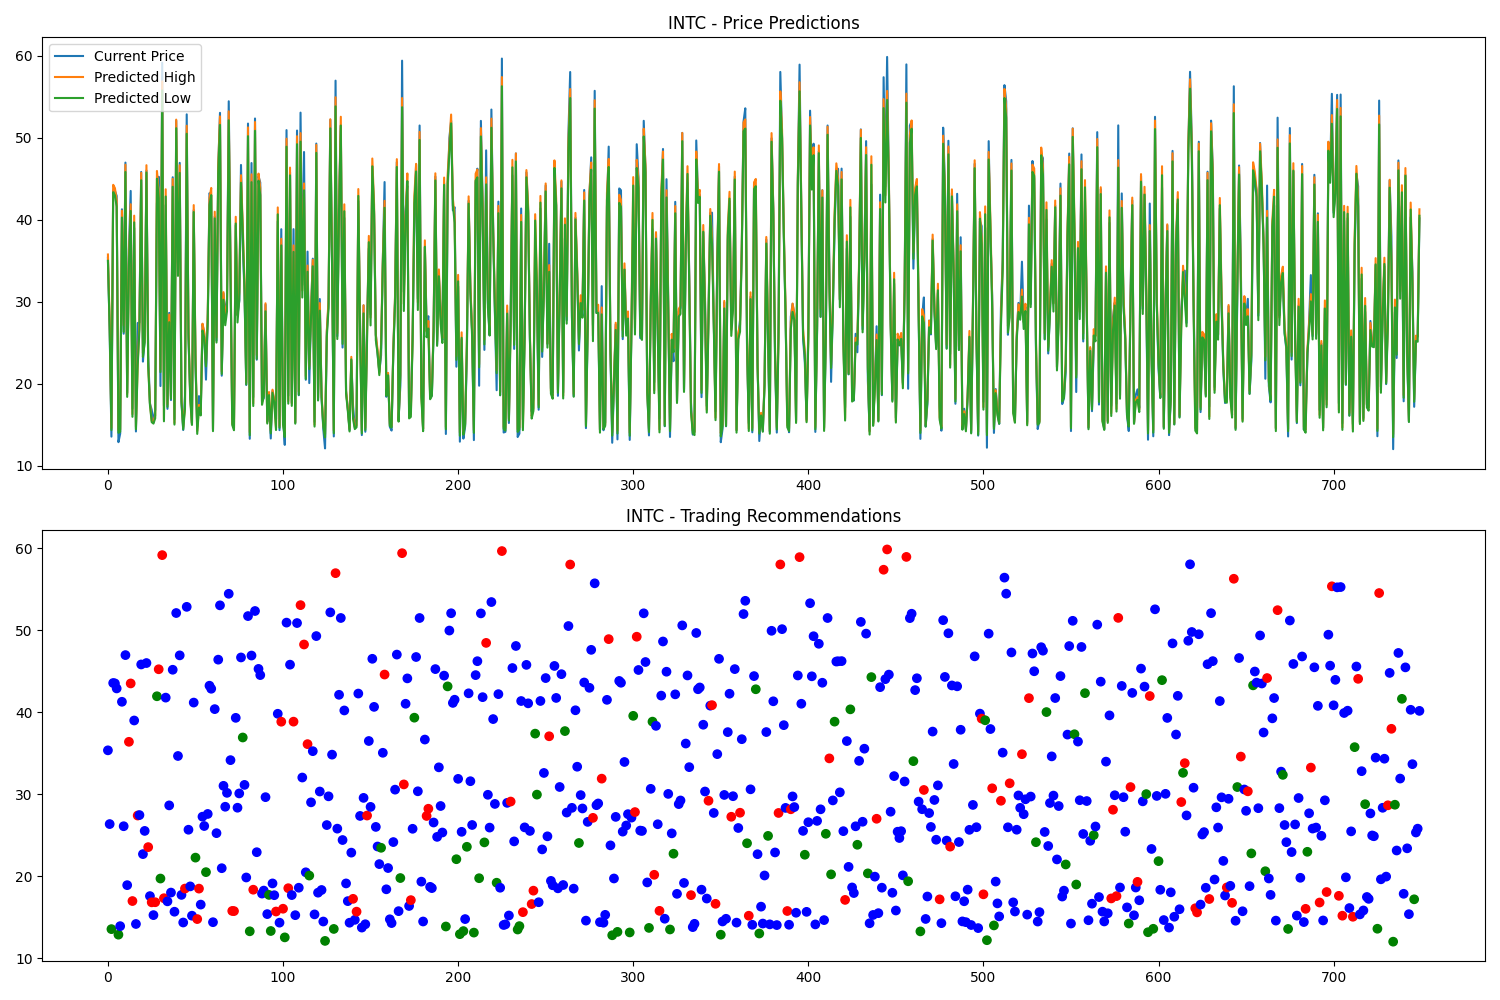 INTC - Price Predictions
60
50
40
30
20
10
Current Price
Predicted High
Predicted Low
0 100 200 300 400 500 600 700
INTC - Trading Recommendations
60
50
40
30
20
10
0 100 200 300 400 500 600 700